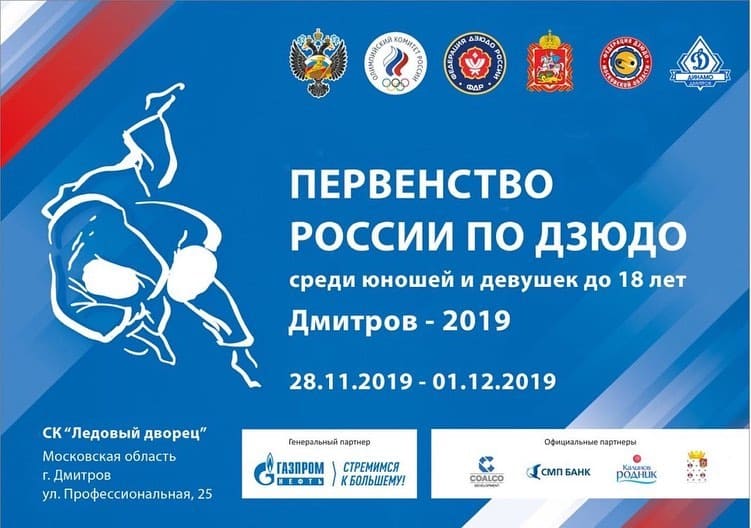 ОЛИМПИЙСКИЙ КОМИТЕТ РОССИИ
ФЕДЕРАЦИЯ ДЗЮДО РОССИИ
ФДР
ФЕДЕРАЦИЯ ДЗЮДО
МОСКОВСКОЙ ОБЛАСТИ
Д
ДИНАМО
ДМИТРОВ
ПЕРВЕНСТВО
РОССИИ ПО ДЗЮДО
среди юношей и девушек до 18 лет
Дмитров - 2019
28.11.2019 - 01.12.2019
СК “Ледовый дворец”
Московская область
г. Дмитров
ул. Профессиональная, 25
Генеральный партнер
ГАЗПРОМ
НЕФТЬ
СТРЕМИМСЯ
К БОЛЬШЕМУ!
Официальные партнеры
COALCO
DEVELOPMENT
СМП БАНК
Калинов
РОДНИК